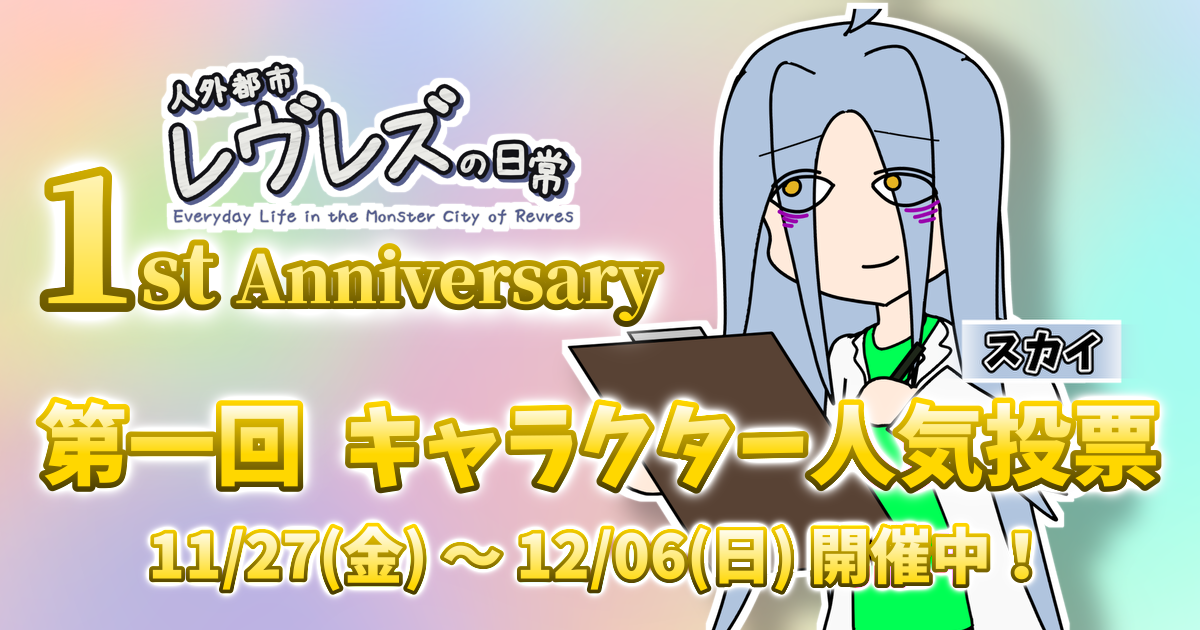 人外都市
レヴレズの日常
Everyday Life in the Monster City of Revres
1st Anniversary
スカイ
第一回 キャラクター人気投票
11/27(金) ～ 12/06(日) 開催中！